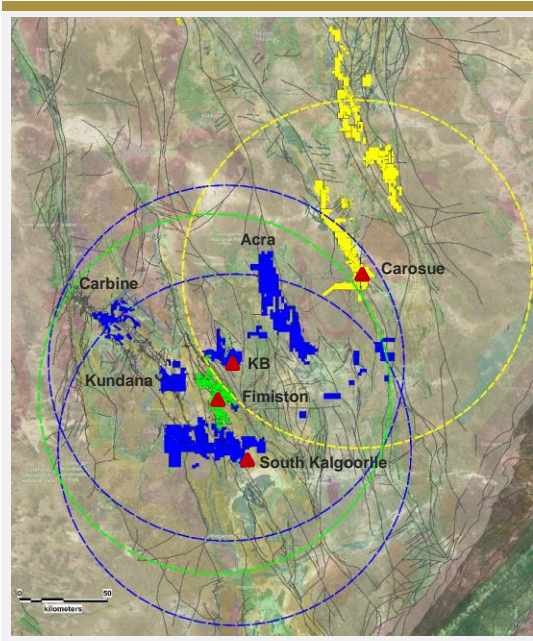 Acra
Carosue
Carbine
KB
Kundana
Fimiston
South Kalgoorlie
0 50
kilometers